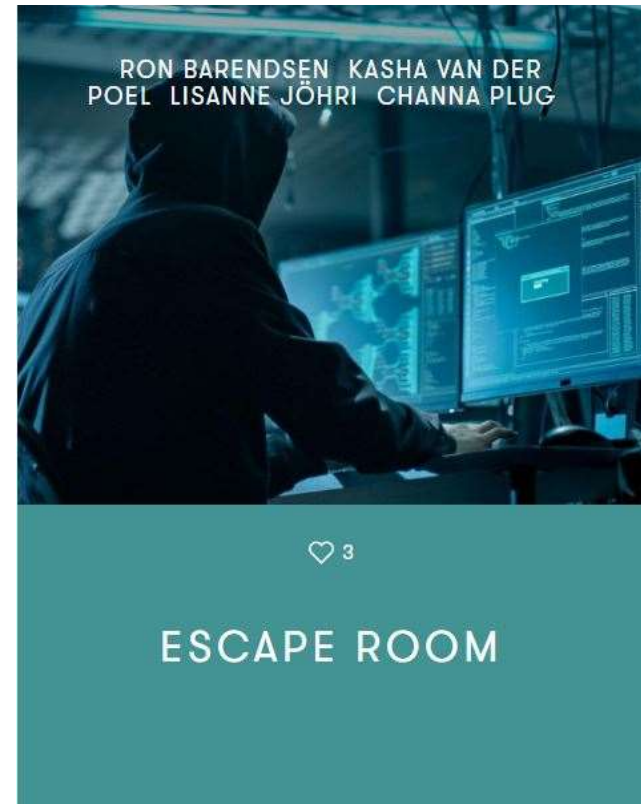 RON BARENDSEN KASHA VAN DER
POEL LISANNE JÖHRI CHANNA PLUG
3
ESCAPE ROOM